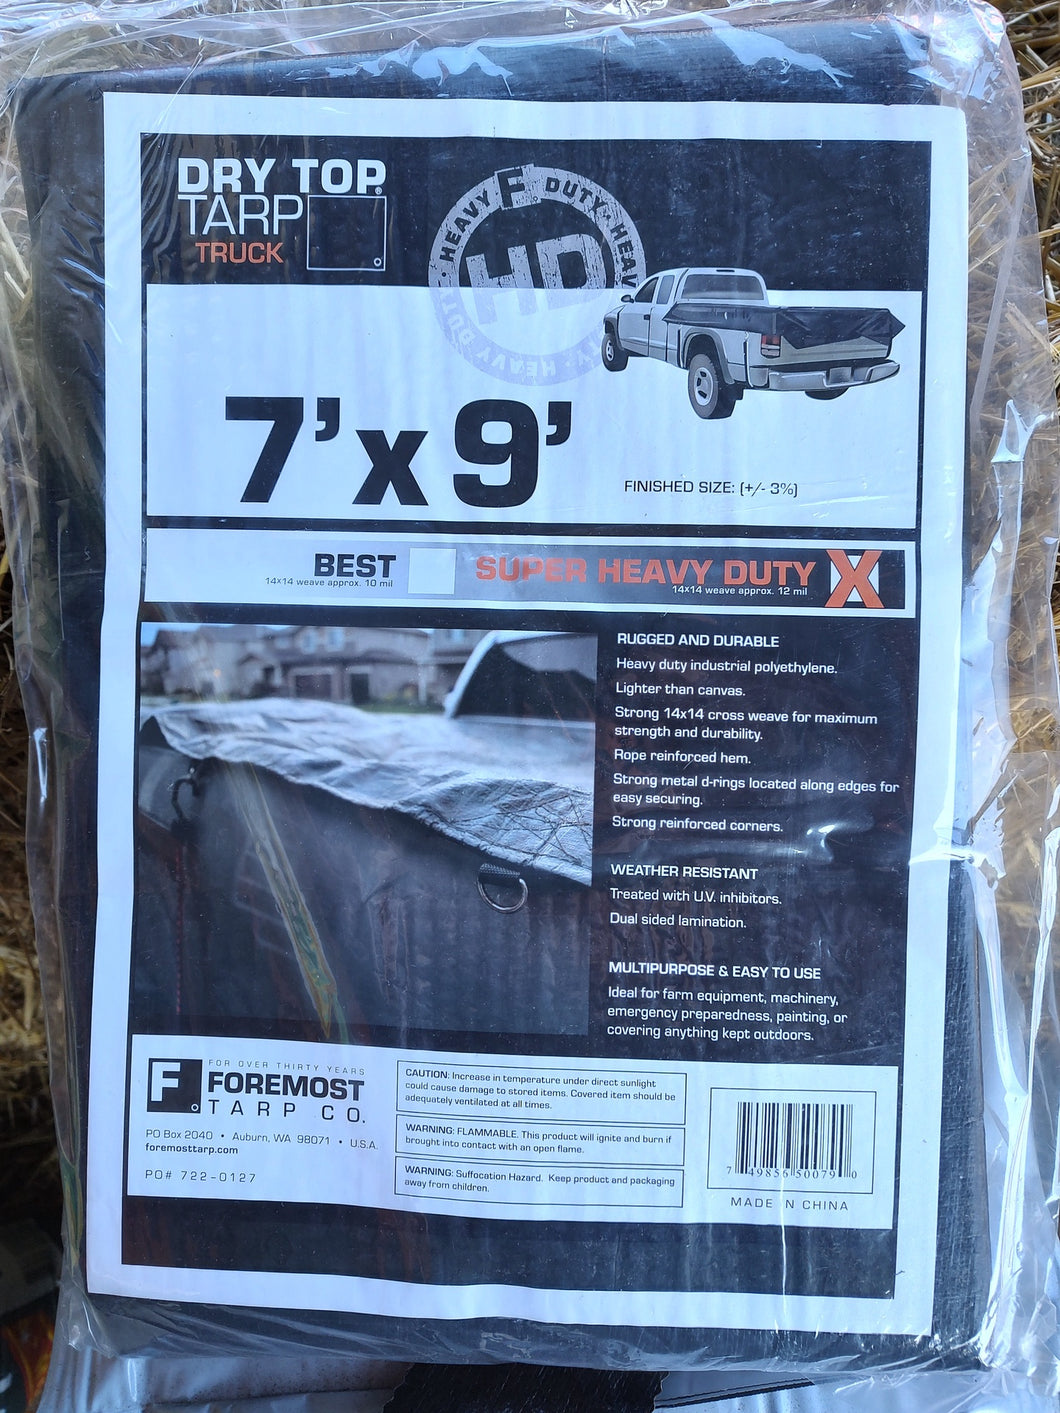 DRY TOP®
TARP
TRUCK
HEAVY F. DUTY • HEAVY DUTY • HEAVY DUTY •
HD
7' x 9'
FINISHED SIZE: (+/- 3%)
BEST
14x14 weave approx. 10 mil
SUPER HEAVY DUTY X
14x14 weave approx. 12 mil
RUGGED AND DURABLE
Heavy duty industrial polyethylene.
Lighter than canvas.
Strong 14x14 cross weave for maximum
strength and durability.
Rope reinforced hem.
Strong metal d-rings located along edges for
easy securing.
Strong reinforced corners.
WEATHER RESISTANT
Treated with U.V. inhibitors.
Dual sided lamination.
MULTIPURPOSE & EASY TO USE
Ideal for farm equipment, machinery,
emergency preparedness, painting, or
covering anything kept outdoors.
F.
FOR OVER THIRTY YEARS
FOREMOST
TARP CO.
PO Box 2040 • Auburn, WA 98071 • U.S.A.
foremosttarp.com
PO# 722-0127
CAUTION: Increase in temperature under direct sunlight
could cause damage to stored items. Covered item should be
adequately ventilated at all times.
WARNING: FLAMMABLE. This product will ignite and burn if
brought into contact with an open flame.
WARNING: Suffocation Hazard. Keep product and packaging
away from children.
7 49856 50079 0
MADE IN CHINA